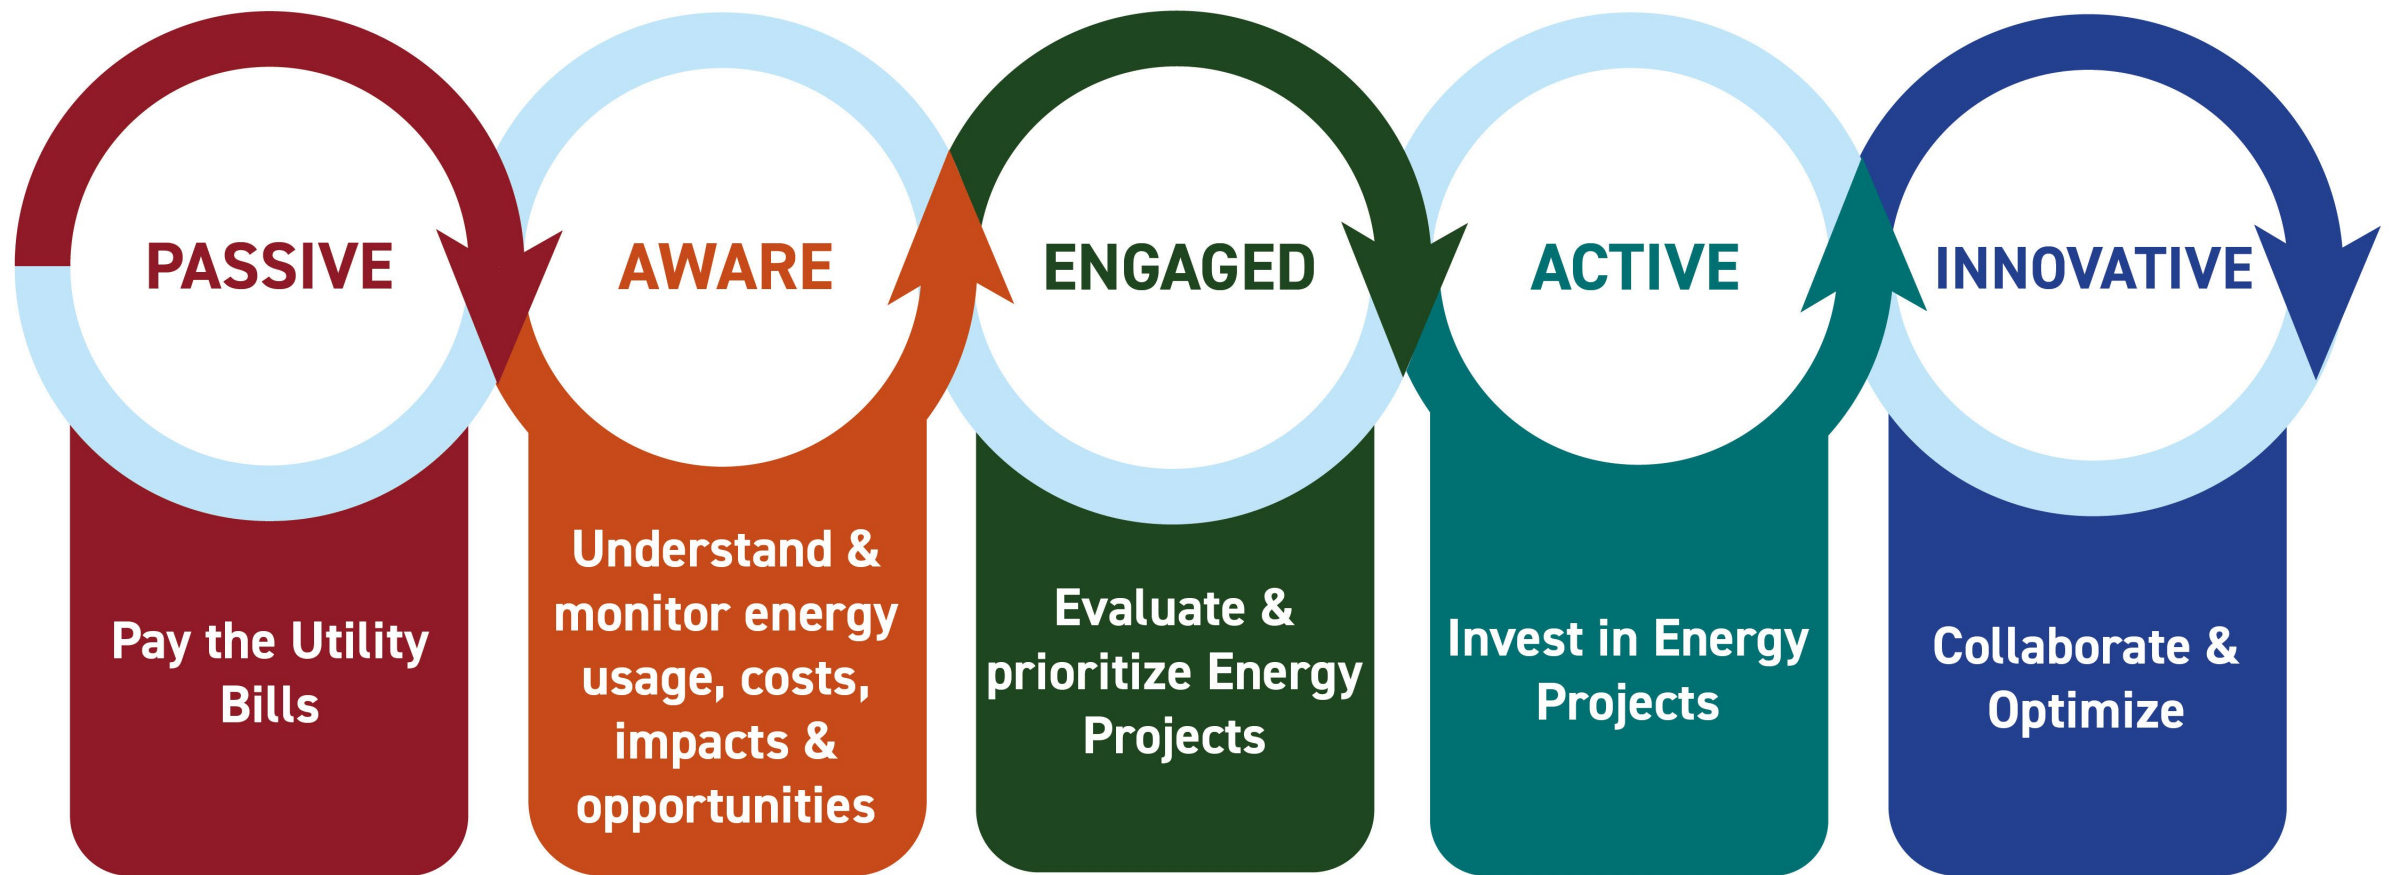 PASSIVE
Pay the Utility
Bills
AWARE
Understand &
monitor energy
usage, costs,
impacts &
opportunities
ENGAGED
Evaluate &
prioritize Energy
Projects
ACTIVE
Invest in Energy
Projects
INNOVATIVE
Collaborate &
Optimize